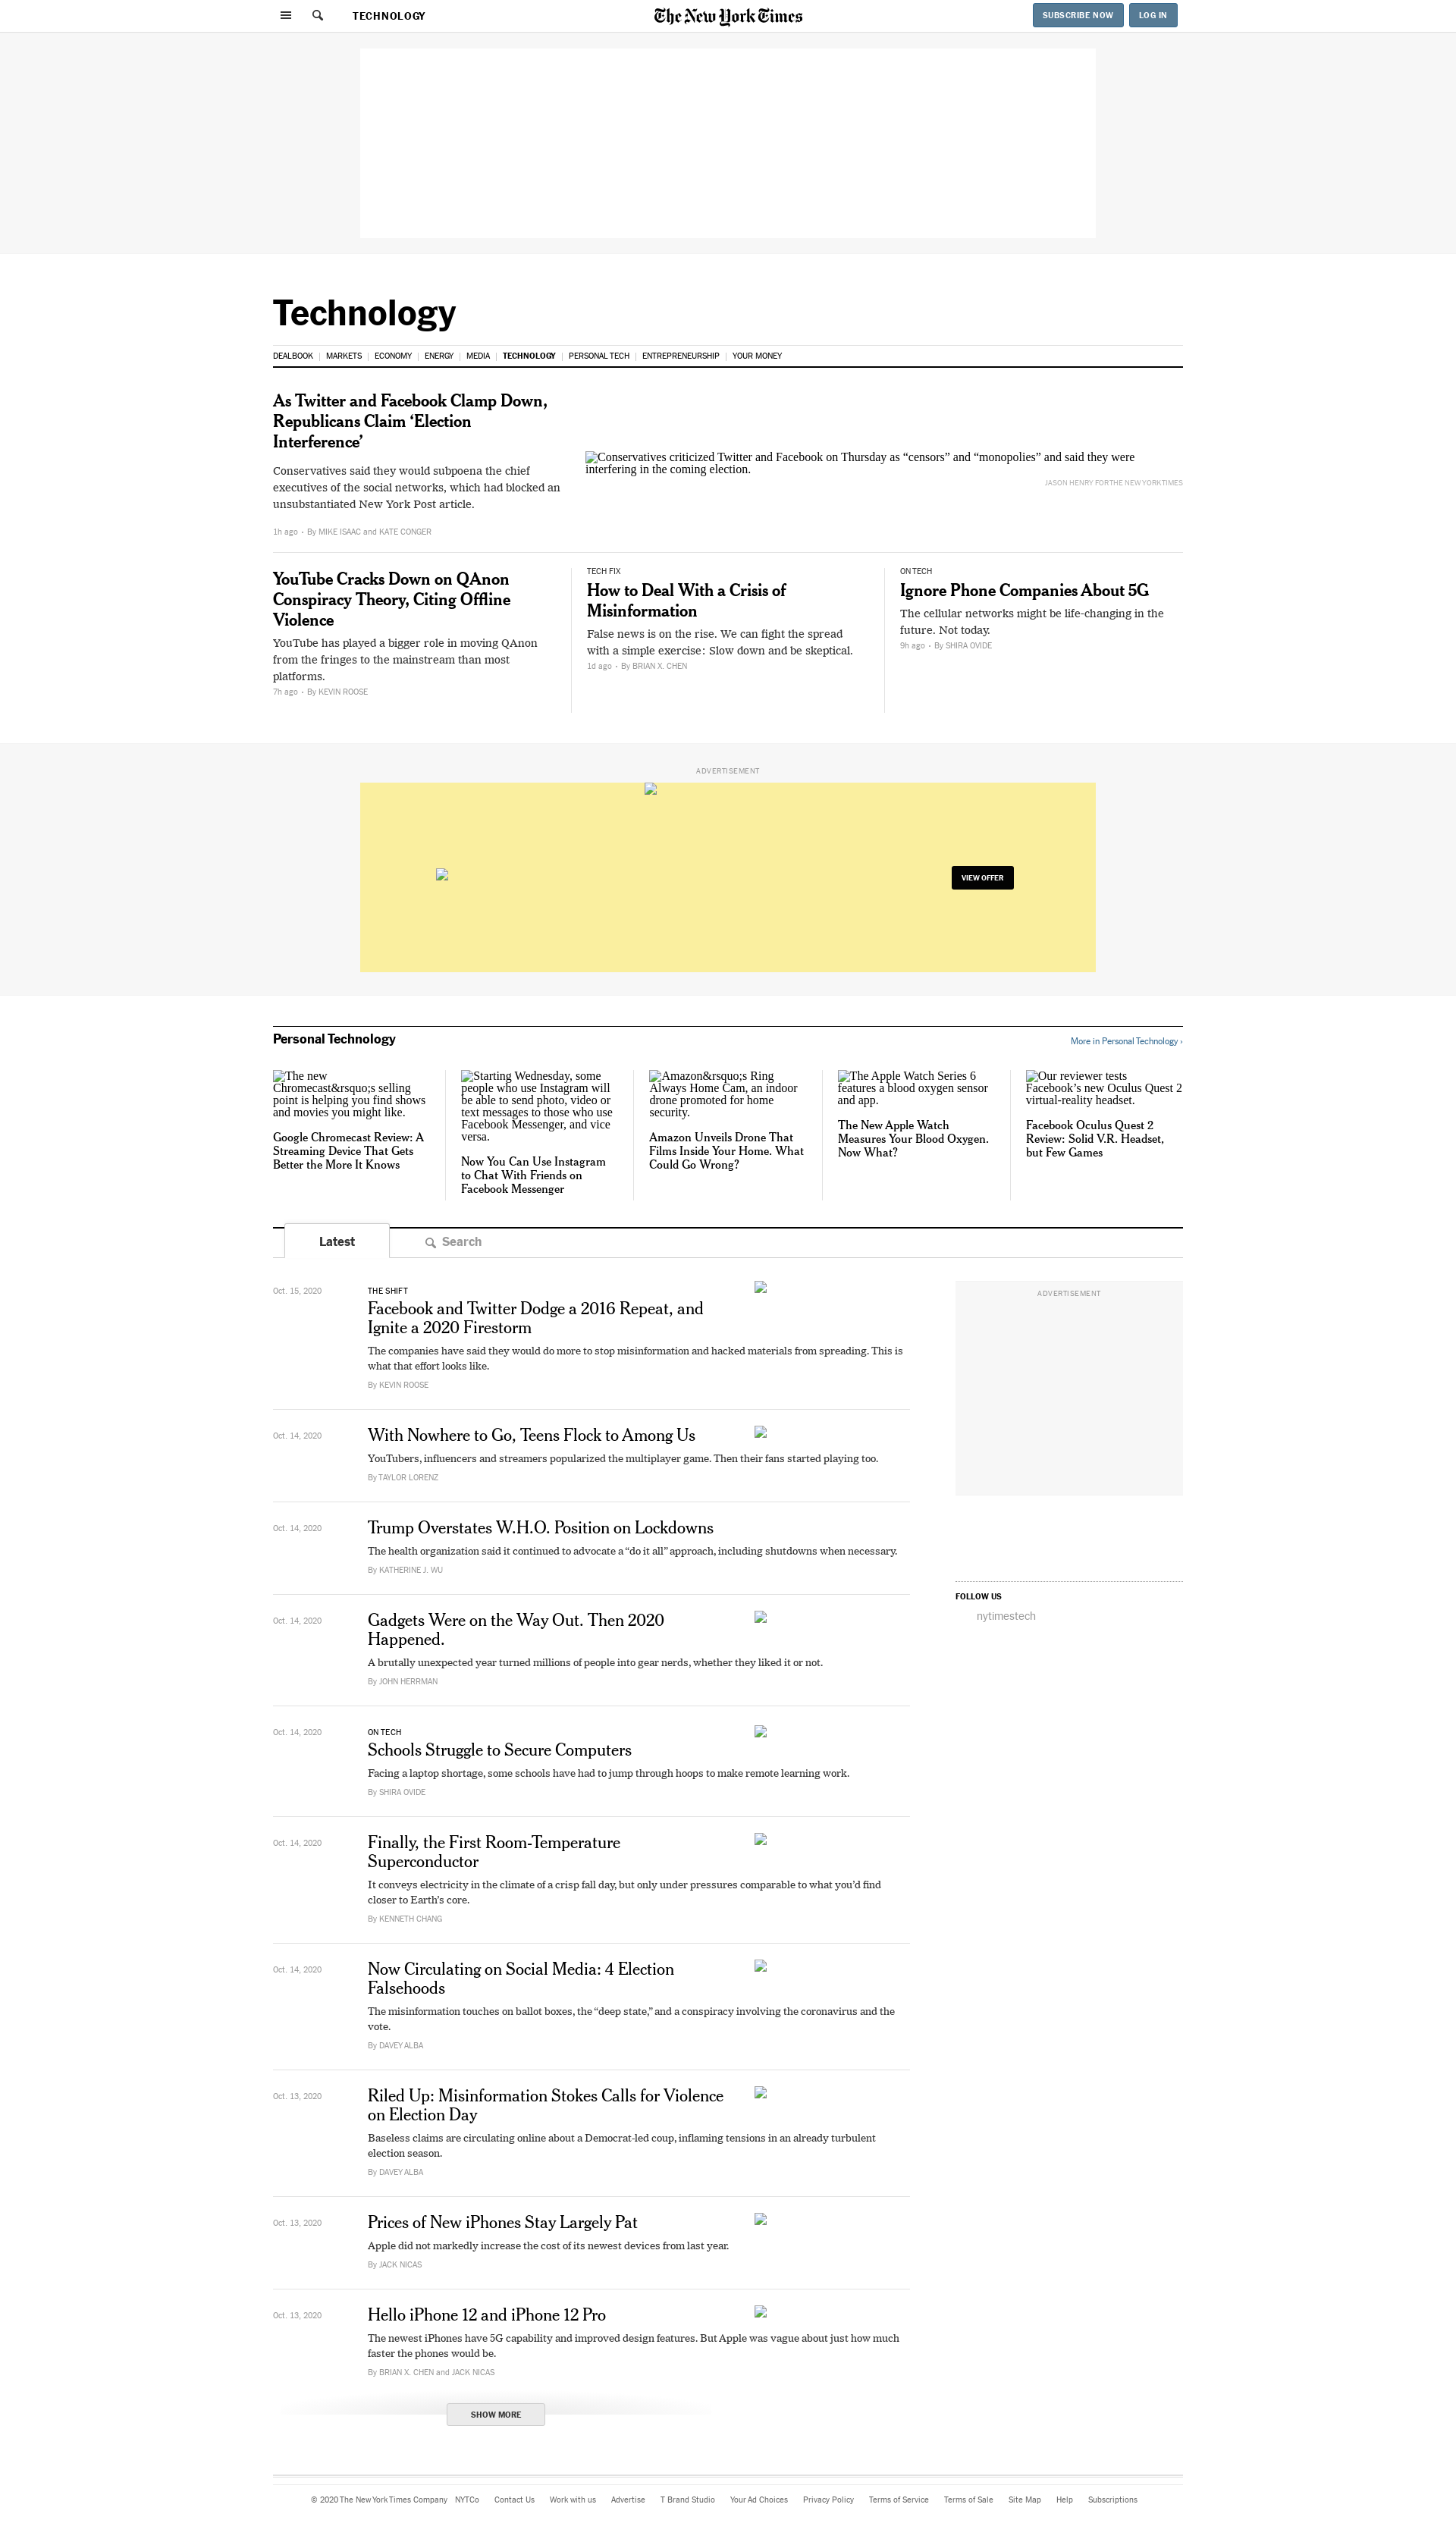 TECHNOLOGY
The New York Times
SUBSCRIBE NOW
LOG IN
Technology
DEALBOOK | MARKETS | ECONOMY | ENERGY | MEDIA | TECHNOLOGY | PERSONAL TECH | ENTREPRENEURSHIP | YOUR MONEY
As Twitter and Facebook Clamp Down,
Republicans Claim ‘Election
Interference’
Conservatives said they would subpoena the chief
executives of the social networks, which had blocked an
unsubstantiated New York Post article.
1h ago • By MIKE ISAAC and KATE CONGER
Conservatives criticized Twitter and Facebook on Thursday as “censors” and “monopolies” and said they were
interfering in the coming election.
JASON HENRY FOR THE NEW YORK TIMES
YouTube Cracks Down on QAnon
Conspiracy Theory, Citing Offline
Violence
YouTube has played a bigger role in moving QAnon
from the fringes to the mainstream than most
platforms.
7h ago • By KEVIN ROOSE
TECH FIX
How to Deal With a Crisis of
Misinformation
False news is on the rise. We can fight the spread
with a simple exercise: Slow down and be skeptical.
1d ago • By BRIAN X. CHEN
ON TECH
Ignore Phone Companies About 5G
The cellular networks might be life-changing in the
future. Not today.
9h ago • By SHIRA OVIDE
ADVERTISEMENT
VIEW OFFER
Personal Technology
More in Personal Technology ›
The new
Chromecast&rsquo;s selling
point is helping you find shows
and movies you might like.
Google Chromecast Review: A
Streaming Device That Gets
Better the More It Knows
Starting Wednesday, some
people who use Instagram will
be able to send photo, video or
text messages to those who use
Facebook Messenger, and vice
versa.
Now You Can Use Instagram
to Chat With Friends on
Facebook Messenger
Amazon&rsquo;s Ring
Always Home Cam, an indoor
drone promoted for home
security.
Amazon Unveils Drone That
Films Inside Your Home. What
Could Go Wrong?
The Apple Watch Series 6
features a blood oxygen sensor
and app.
The New Apple Watch
Measures Your Blood Oxygen.
Now What?
Our reviewer tests
Facebook’s new Oculus Quest 2
virtual-reality headset.
Facebook Oculus Quest 2
Review: Solid V.R. Headset,
but Few Games
Latest
Search
Oct. 15, 2020
THE SHIFT
Facebook and Twitter Dodge a 2016 Repeat, and
Ignite a 2020 Firestorm
The companies have said they would do more to stop misinformation and hacked materials from spreading. This is
what that effort looks like.
By KEVIN ROOSE
ADVERTISEMENT
Oct. 14, 2020
With Nowhere to Go, Teens Flock to Among Us
YouTubers, influencers and streamers popularized the multiplayer game. Then their fans started playing too.
By TAYLOR LORENZ
Oct. 14, 2020
Trump Overstates W.H.O. Position on Lockdowns
The health organization said it continued to advocate a “do it all” approach, including shutdowns when necessary.
By KATHERINE J. WU
FOLLOW US
nytimestech
Oct. 14, 2020
Gadgets Were on the Way Out. Then 2020
Happened.
A brutally unexpected year turned millions of people into gear nerds, whether they liked it or not.
By JOHN HERRMAN
Oct. 14, 2020
ON TECH
Schools Struggle to Secure Computers
Facing a laptop shortage, some schools have had to jump through hoops to make remote learning work.
By SHIRA OVIDE
Oct. 14, 2020
Finally, the First Room-Temperature
Superconductor
It conveys electricity in the climate of a crisp fall day, but only under pressures comparable to what you’d find
closer to Earth’s core.
By KENNETH CHANG
Oct. 14, 2020
Now Circulating on Social Media: 4 Election
Falsehoods
The misinformation touches on ballot boxes, the “deep state,” and a conspiracy involving the coronavirus and the
vote.
By DAVEY ALBA
Oct. 13, 2020
Riled Up: Misinformation Stokes Calls for Violence
on Election Day
Baseless claims are circulating online about a Democrat-led coup, inflaming tensions in an already turbulent
election season.
By DAVEY ALBA
Oct. 13, 2020
Prices of New iPhones Stay Largely Pat
Apple did not markedly increase the cost of its newest devices from last year.
By JACK NICAS
Oct. 13, 2020
Hello iPhone 12 and iPhone 12 Pro
The newest iPhones have 5G capability and improved design features. But Apple was vague about just how much
faster the phones would be.
By BRIAN X. CHEN and JACK NICAS
SHOW MORE
© 2020 The New York Times Company NYTCo Contact Us Work with us Advertise T Brand Studio Your Ad Choices Privacy Policy Terms of Service Terms of Sale Site Map Help Subscriptions